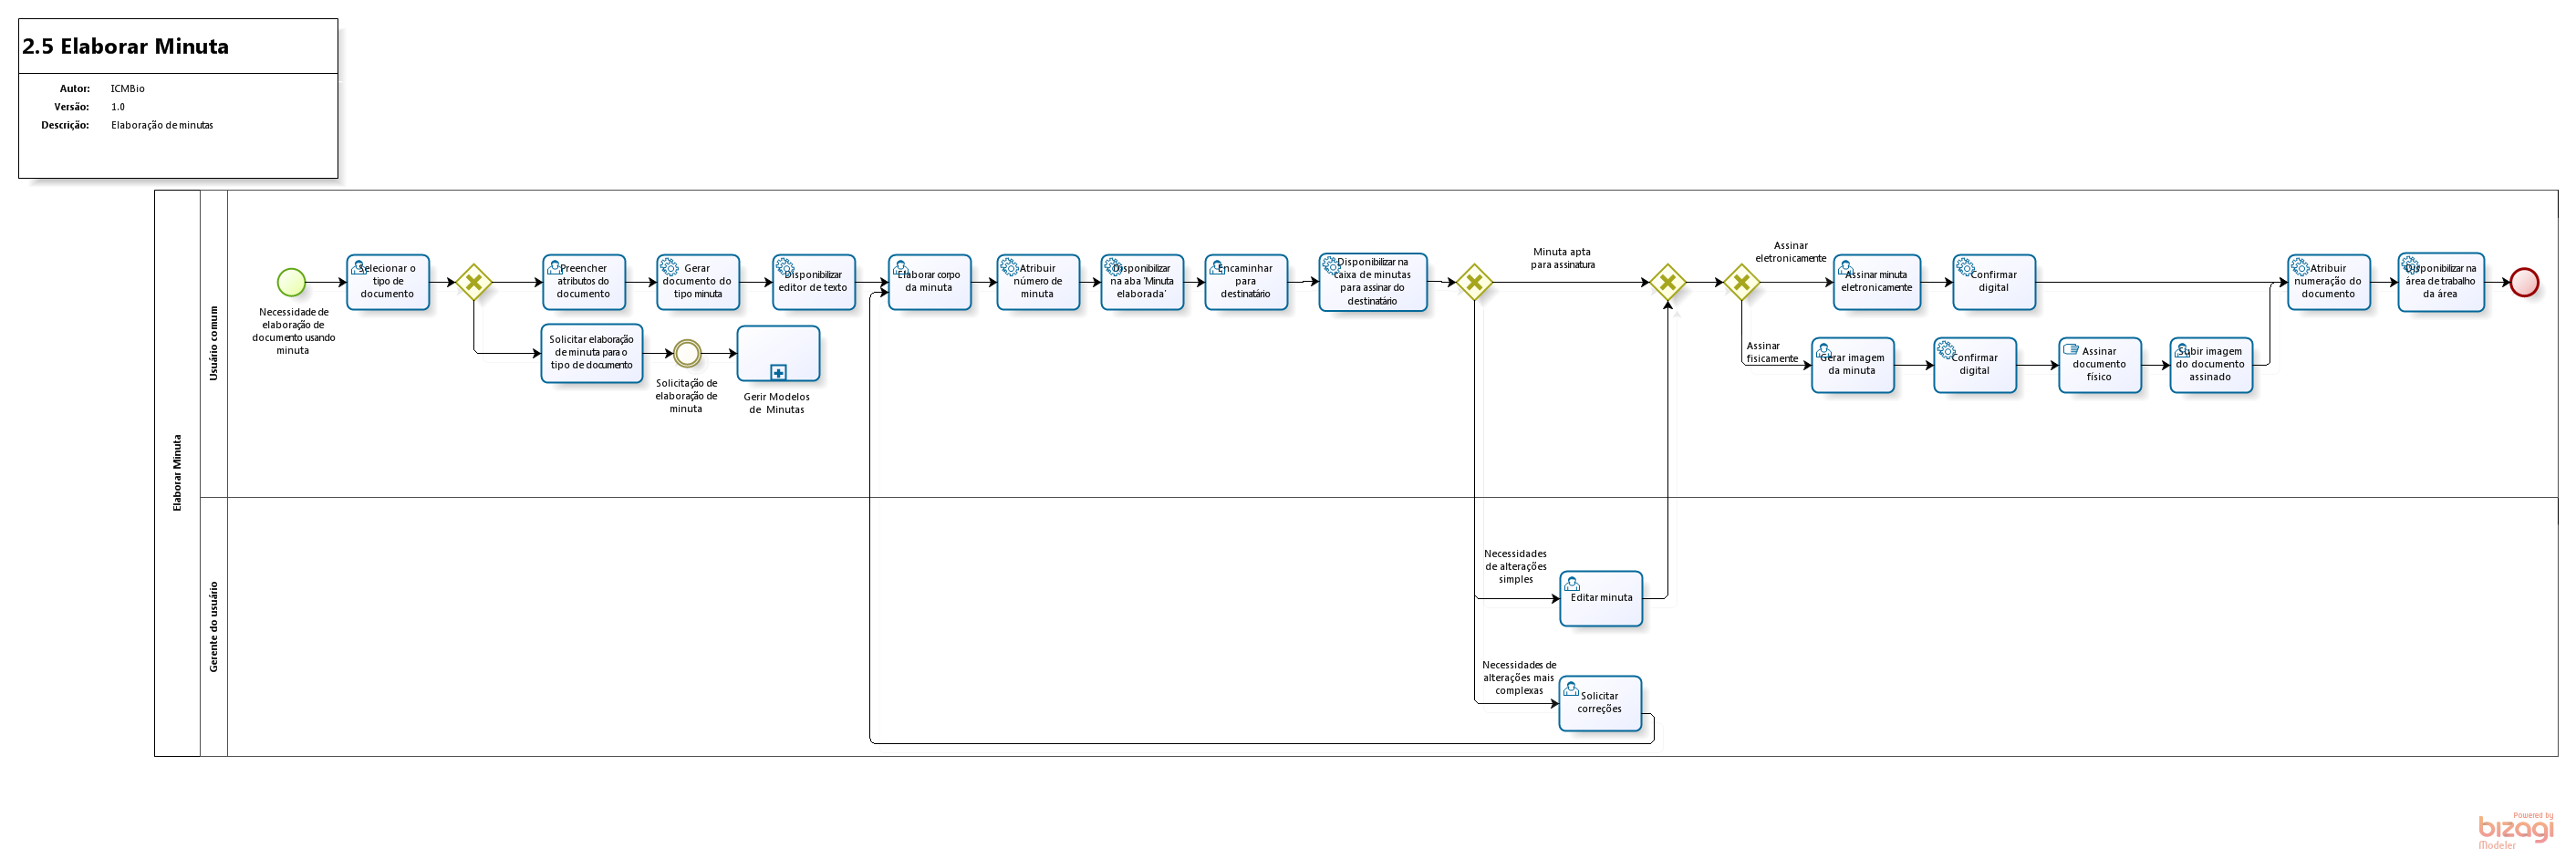 2.5 Elaborar Minuta
Autor: ICMBio
Versão: 1.0
Descrição: Elaboração de minutas
Elaborar Minuta
Usuário comum
Necessidade de
elaboração de
documento usando
minuta
Selecionar o
tipo de
documento
Preencher
atributos do
documento
Gerar
documento do
tipo minuta
Disponibilizar
editor de texto
Solicitar elaboração
de minuta para o
tipo de documento
Solicitação de
elaboração de
minuta
Gerir Modelos
de Minutas
Elaborar corpo
da minuta
Atribuir
número de
minuta
Disponibilizar
na aba 'Minuta
elaborada'
Encaminhar
para
destinatário
Disponibilizar na
caixa de minutas
para assinar do
destinatário
Minuta apta
para assinatura
Assinar
eletronicamente
Assinar minuta
eletronicamente
Confirmar
digital
Assinar
fisicamente
Gerar imagem
da minuta
Confirmar
digital
Assinar
documento
físico
Subir imagem
do documento
assinado
Atribuir
numeração do
documento
Disponibilizar na
área de trabalho
da área
Gerente do usuário
Necessidades
de alterações
simples
Editar minuta
Necessidades de
alterações mais
complexas
Solicitar
correções
Powered by
bizagi
Modeler